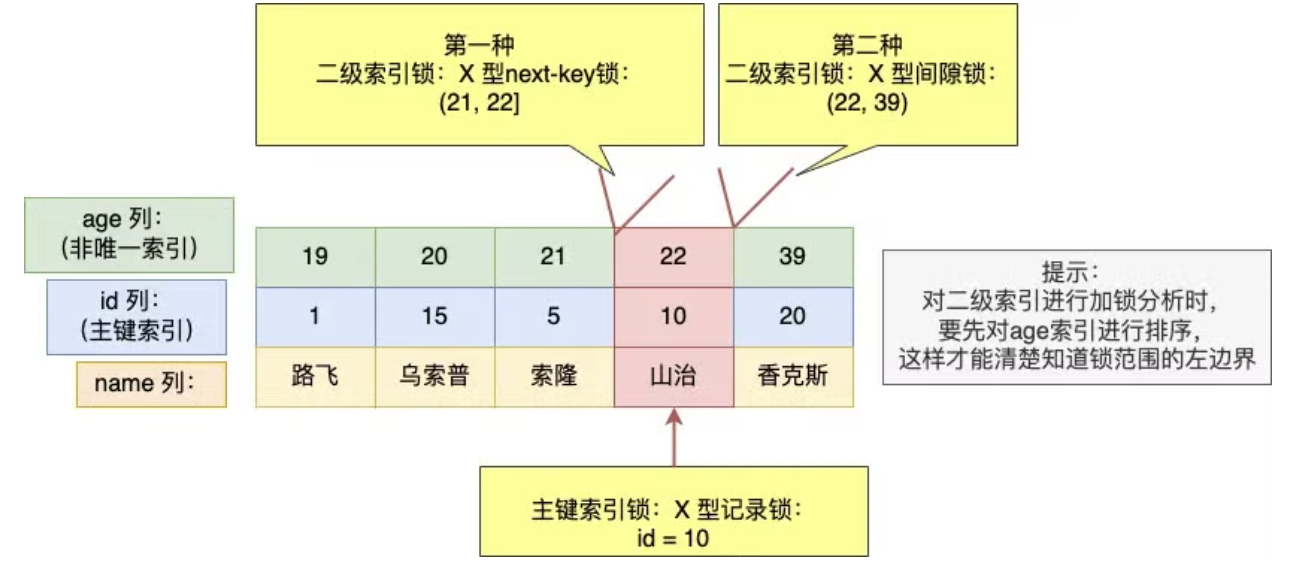 第一种
二级索引锁：X 型next-key锁：
(21, 22]
第二种
二级索引锁：X 型间隙锁：
(22, 39)
age 列：
（非唯一索引）
19
20
21
22
39
id 列：
（主键索引）
1
15
5
10
20
name 列：
路飞
乌索普
索隆
山治
香克斯
提示：
对二级索引进行加锁分析时，
要先对age索引进行排序，
这样才能清楚知道锁范围的左边界
主键索引锁：X 型记录锁：
id = 10